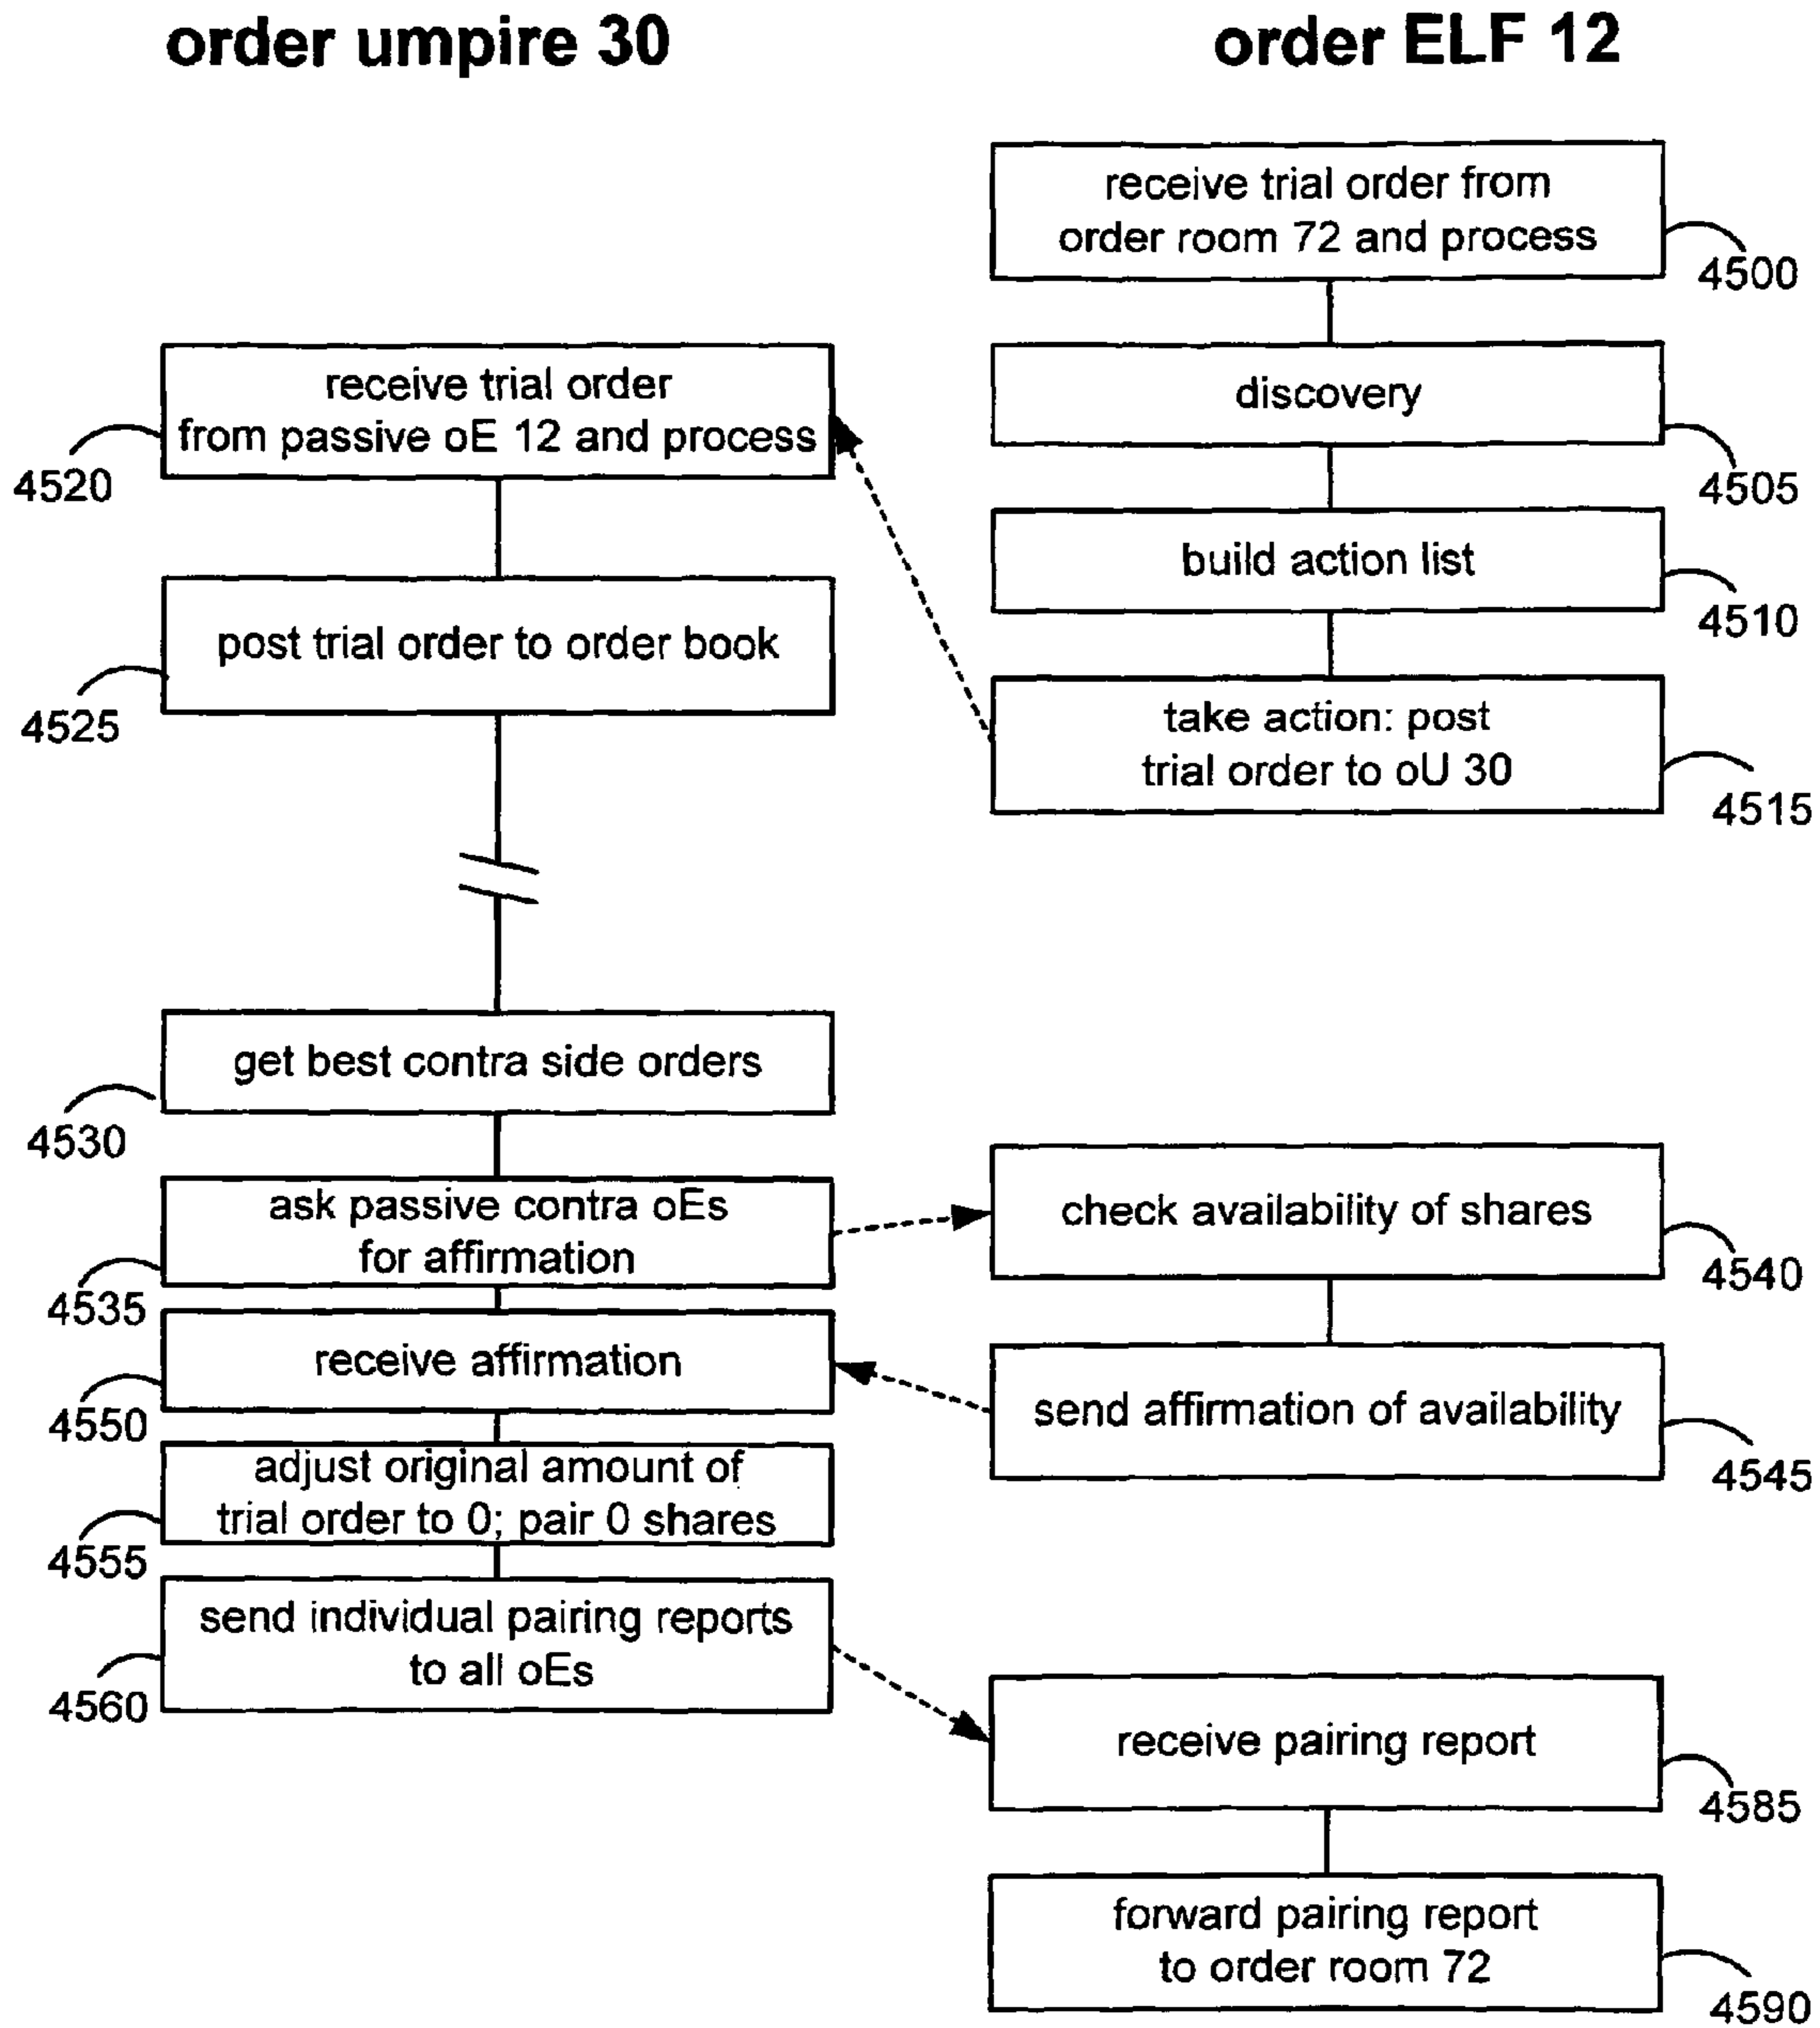 order umpire 30
order ELF 12
receive trial order from
order room 72 and process
4500
discovery
4505
build action list
4510
take action: post
trial order to oU 30
4515
receive trial order
from passive oE 12 and process
4520
post trial order to order book
4525
get best contra side orders
4530
ask passive contra oEs
for affirmation
4535
check availability of shares
4540
send affirmation of availability
4545
receive affirmation
4550
adjust original amount of
trial order to 0; pair 0 shares
4555
send individual pairing reports
to all oEs
4560
receive pairing report
4585
forward pairing report
to order room 72
4590